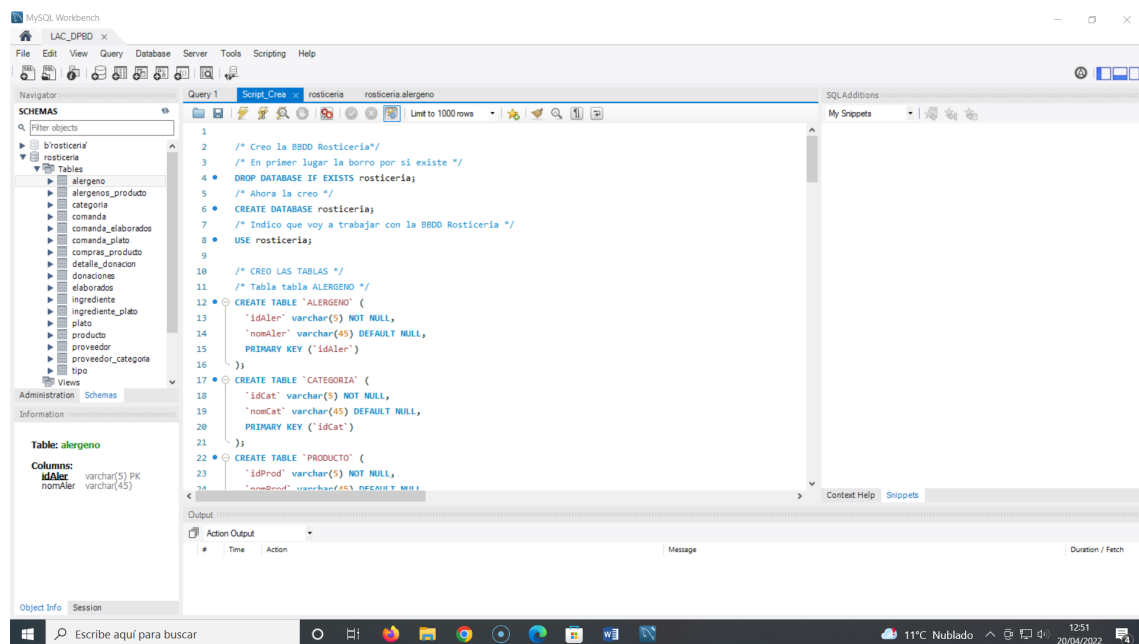 MySQL Workbench
LAC_DPBD ×
File Edit View Query Database Server Tools Scripting Help
Navigator
SCHEMAS
Filter objects
b'rosticeria'
rosticeria
Tables
alergeno
alergenos_producto
categoria
comanda
comanda_elaborados
comanda_plato
compras_producto
detalle_donacion
donaciones
elaborados
ingrediente
ingrediente_plato
plato
producto
proveedor
proveedor_categoria
tipo
Views
Administration Schemas
Information
Table: alergeno
Columns:
idAler varchar(5) PK
nomAler varchar(45)
Object Info Session
Query 1 Script_Crea × rosticeria rosticeria.alergeno
Limit to 1000 rows
1
2 /* Creo la BBDD Rosticeria*/
3 /* En primer lugar la borro por si existe */
4 DROP DATABASE IF EXISTS rosticeria;
5 /* Ahora la creo */
6 CREATE DATABASE rosticeria;
7 /* Indico que voy a trabajar con la BBDD Rosticeria */
8 USE rosticeria;
9
10 /* CREO LAS TABLAS */
11 /* Tabla tabla ALERGENO */
12 CREATE TABLE `ALERGENO` (
13 `idAler` varchar(5) NOT NULL,
14 `nomAler` varchar(45) DEFAULT NULL,
15 PRIMARY KEY (`idAler`)
16 );
17 CREATE TABLE `CATEGORIA` (
18 `idCat` varchar(5) NOT NULL,
19 `nomCat` varchar(45) DEFAULT NULL,
20 PRIMARY KEY (`idCat`)
21 );
22 CREATE TABLE `PRODUCTO` (
23 `idProd` varchar(5) NOT NULL,
24 `nomProd` varchar(45) DEFAULT NULL
SQLAdditions
My Snippets
Context Help Snippets
Output
Action Output
# Time Action Message Duration / Fetch
Escribe aquí para buscar
11°C Nublado
12:51
20/04/2022